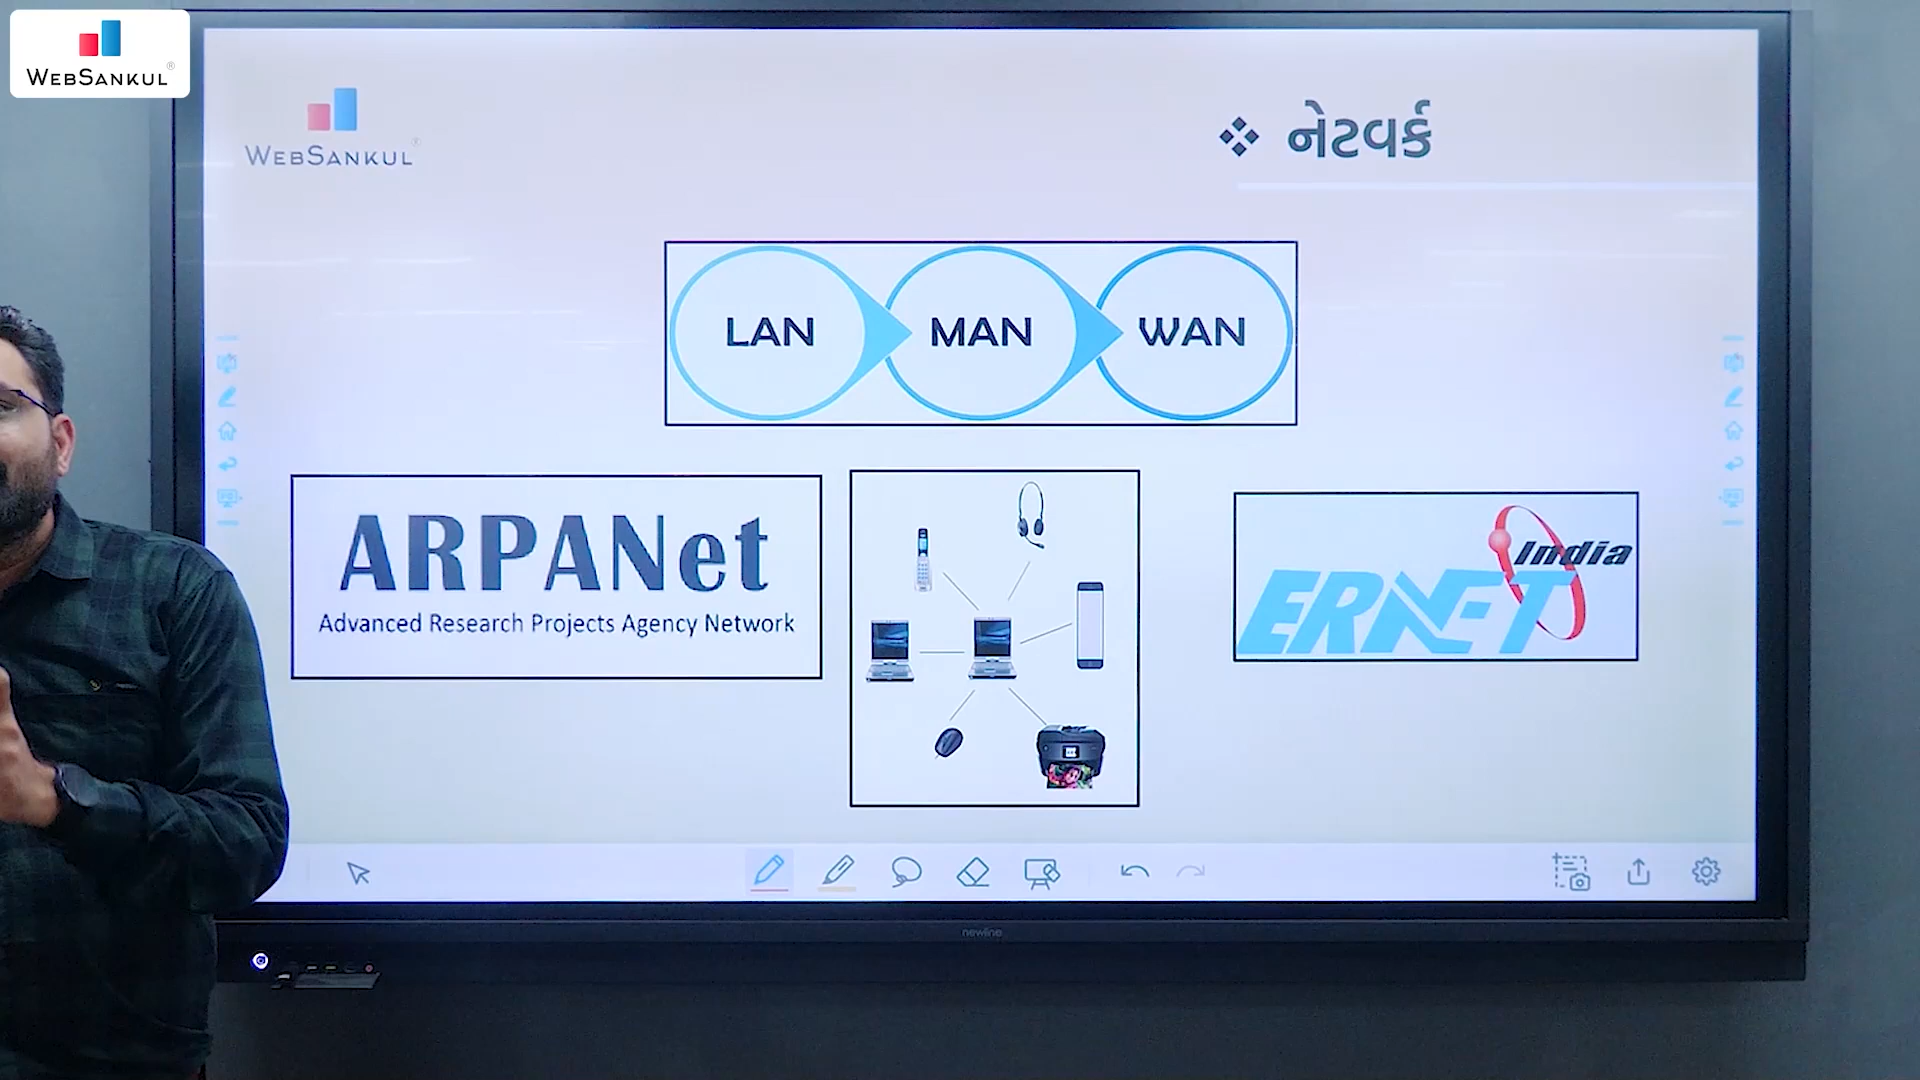 WEBSANKUL®
WEBSANKUL
❖ નેટવર્ક
LAN MAN WAN
ARPANet
Advanced Research Projects Agency Network
India
ERNET
newline